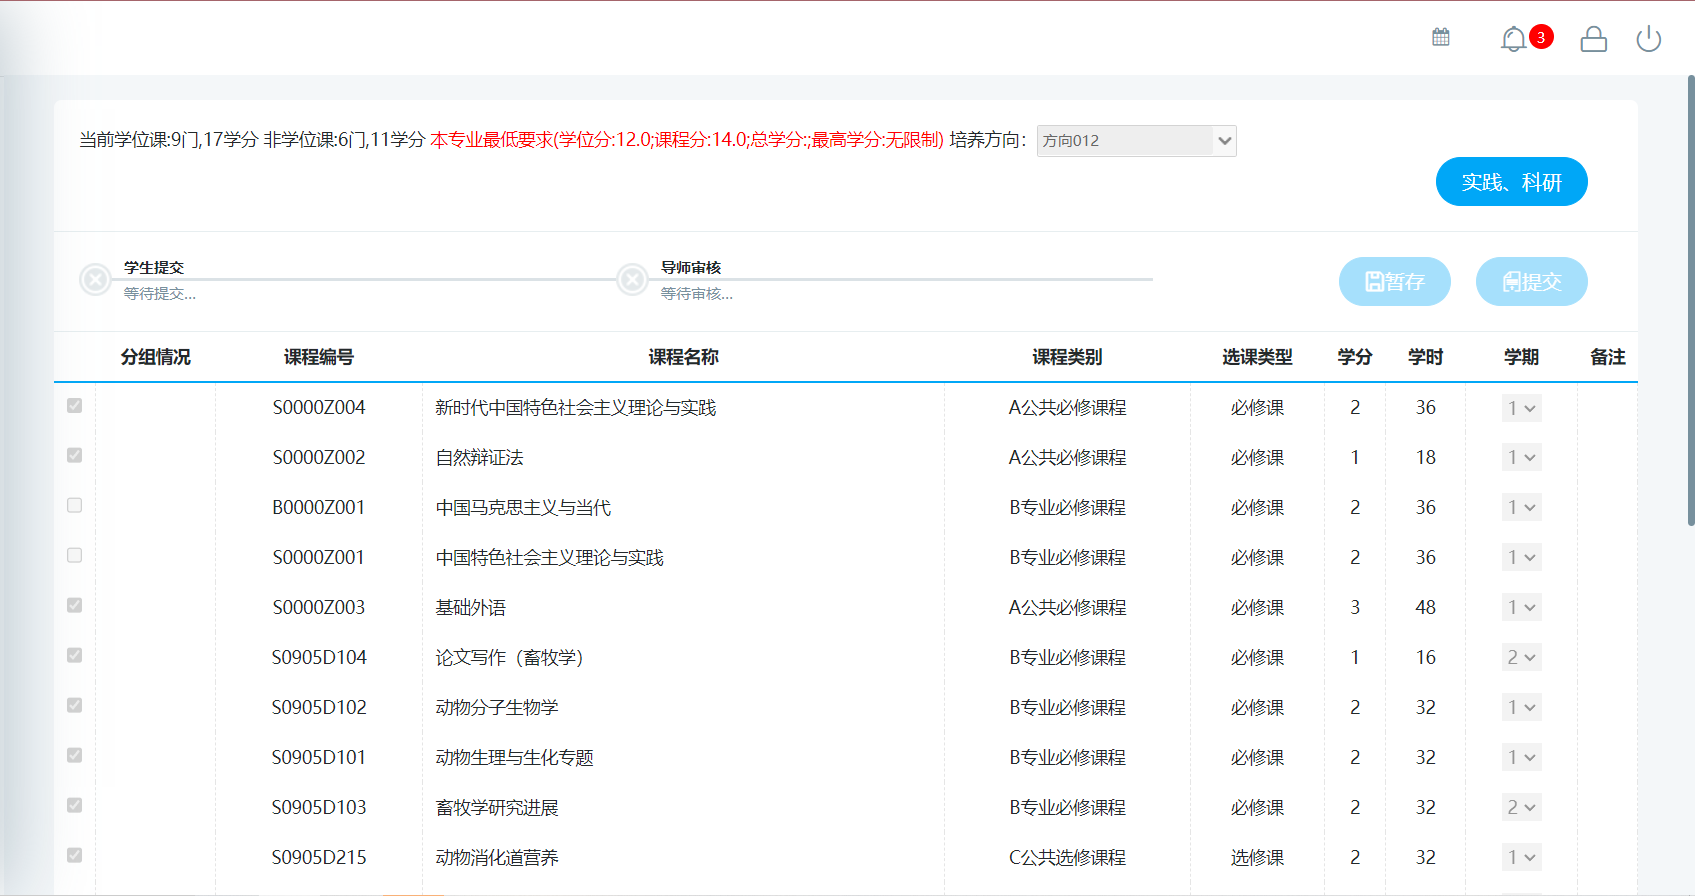 3
当前学位课:9门,17学分 非学位课:6门,11学分 本专业最低要求(学位分:12.0;课程分:14.0;总学分:;最高学分:无限制) 培养方向： 方向012
实践、科研
学生提交 导师审核
等待提交... 等待审核... 暂存 提交
分组情况 课程编号 课程名称 课程类别 选课类型 学分 学时 学期 备注
S0000Z004 新时代中国特色社会主义理论与实践 A公共必修课程 必修课 2 36 1
S0000Z002 自然辩证法 A公共必修课程 必修课 1 18 1
B0000Z001 中国马克思主义与当代 B专业必修课程 必修课 2 36 1
S0000Z001 中国特色社会主义理论与实践 B专业必修课程 必修课 2 36 1
S0000Z003 基础外语 A公共必修课程 必修课 3 48 1
S0905D104 论文写作（畜牧学） B专业必修课程 必修课 1 16 2
S0905D102 动物分子生物学 B专业必修课程 必修课 2 32 1
S0905D101 动物生理与生化专题 B专业必修课程 必修课 2 32 1
S0905D103 畜牧学研究进展 B专业必修课程 必修课 2 32 2
S0905D215 动物消化道营养 C公共选修课程 选修课 2 32 1